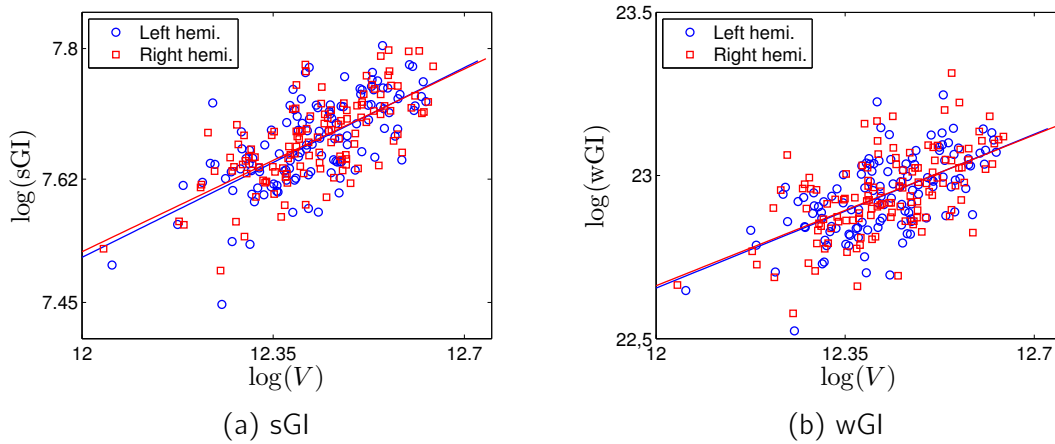 Left hemi.
Right hemi.
7.8
7.62
7.45
log(sGI)
12
12.35
12.7
log(V)
(a) sGI
Left hemi.
Right hemi.
23.5
23
22,5
log(wGI)
12
12.35
12.7
log(V)
(b) wGI